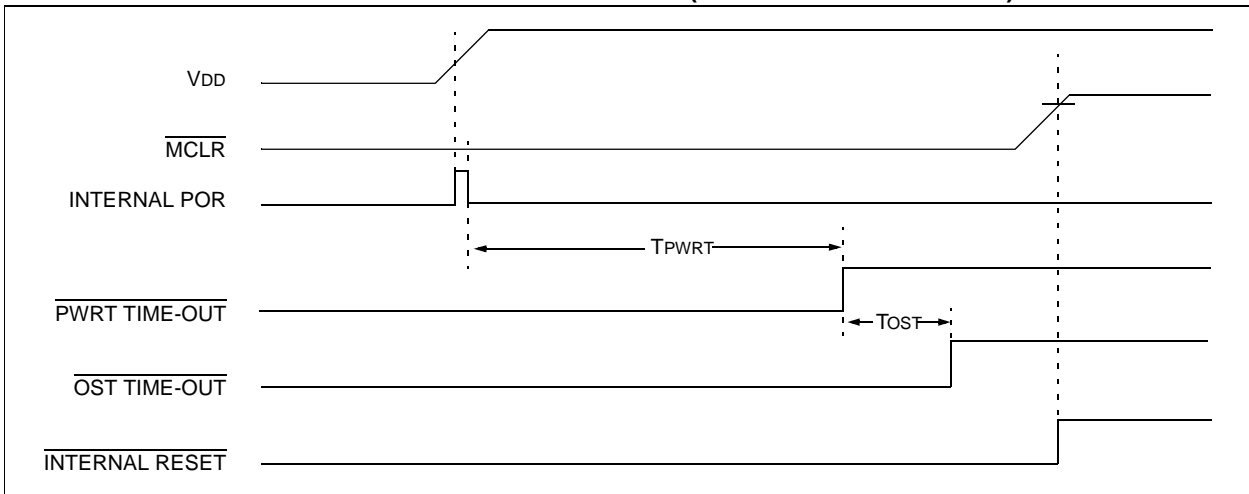 VDD
MCLR
INTERNAL POR
TPWRT
PWRT TIME-OUT
TOST
OST TIME-OUT
INTERNAL RESET